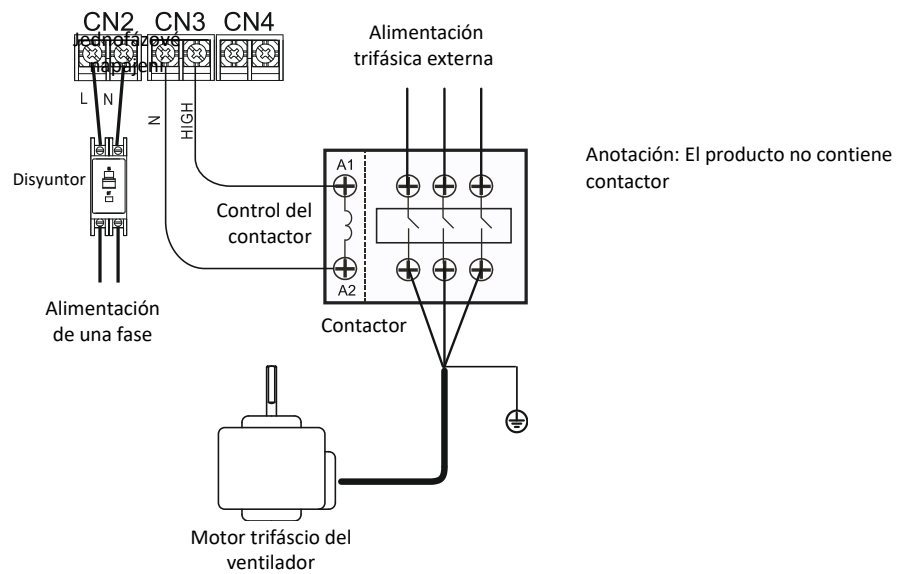 CN2 CN3 CN4
Jednofázové
napájení
L N
N
HIGH
Disyuntor
Alimentación
de una fase
Alimentación
trifásica externa
A1
Control del
contactor
A2
Contactor
Anotación: El producto no contiene
contactor
Motor trifáscio del
ventilador